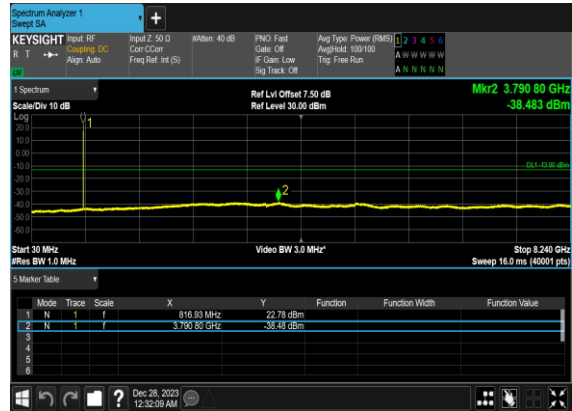 Spectrum Analyzer 1
Swept SA
+
KEYSIGHT Input: RF Input Z: 50 Ω #Atten: 40 dB PNO: Fast Avg Type: Power (RMS) 1 2 3 4 5 6
R T Coupling: DC Corr CCorr Gate: Off Avg|Hold: 100/100 A W W W W W
Align: Auto Freq Ref: Int (S) IF Gain: Low Trig: Free Run
Sig Track: Off A N N N N N
1 Spectrum Ref Lvl Offset 7.50 dB Mkr2 3.790 80 GHz
Scale/Div 10 dB Ref Level 30.00 dBm -38.483 dBm
Log
20.0
10.0
0.00
-10.0
-20.0
-30.0
-40.0
-50.0
-60.0
1
DL1 -13.00 dBm
2
Start 30 MHz Video BW 3.0 MHz* Stop 8.240 GHz
#Res BW 1.0 MHz Sweep 16.0 ms (40001 pts)
5 Marker Table
Mode Trace Scale X Y Function Function Width Function Value
1 N 1 f 816.93 MHz 22.78 dBm
2 N 1 f 3.790 80 GHz -38.48 dBm
3
4
5
6
? Dec 28, 2023
12:32:09 AM